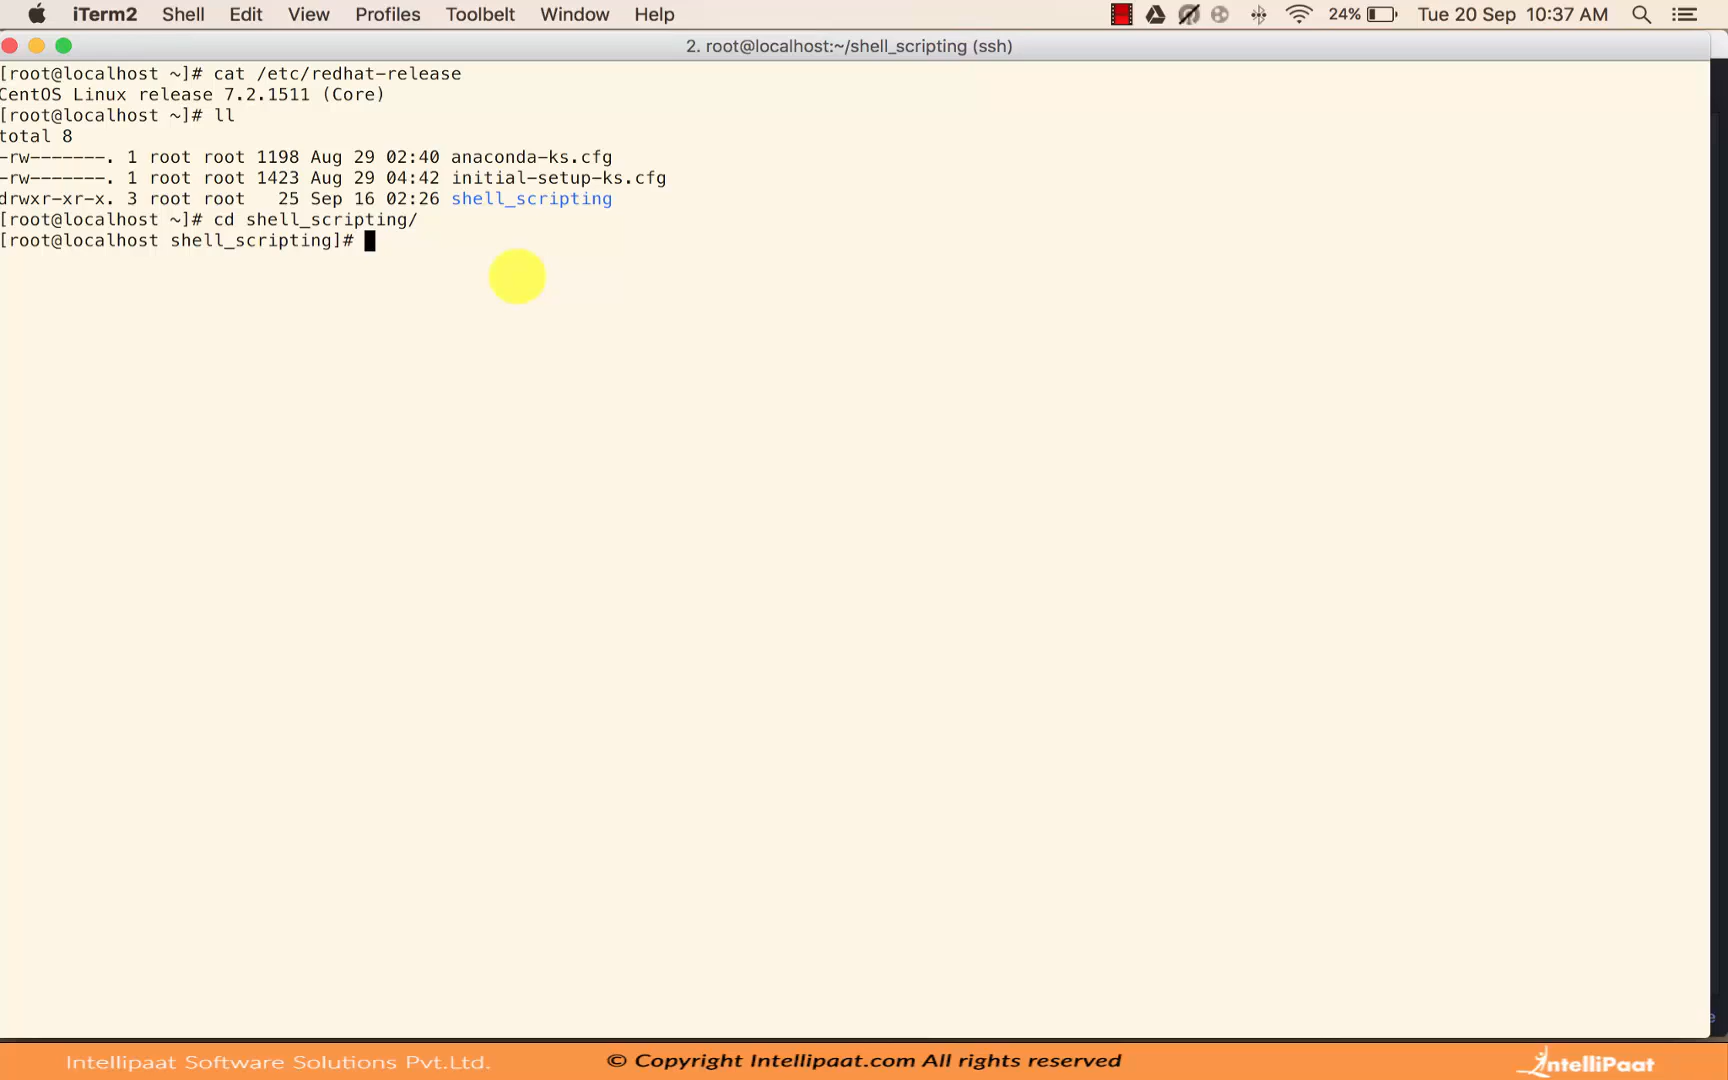 iTerm2 Shell Edit View Profiles Toolbelt Window Help 24% Tue 20 Sep 10:37 AM
2. root@localhost:~/shell_scripting (ssh)
[root@localhost ~]# cat /etc/redhat-release
CentOS Linux release 7.2.1511 (Core)
[root@localhost ~]# ll
total 8
-rw-------. 1 root root 1198 Aug 29 02:40 anaconda-ks.cfg
-rw-------. 1 root root 1423 Aug 29 04:42 initial-setup-ks.cfg
drwxr-xr-x. 3 root root   25 Sep 16 02:26 shell_scripting
[root@localhost ~]# cd shell_scripting/
[root@localhost shell_scripting]#
Intellipaat Software Solutions Pvt.Ltd. © Copyright Intellipaat.com All rights reserved IntelliPaat